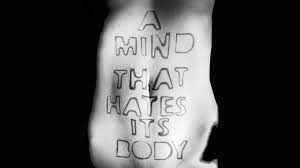 A
MIND
THAT
HATES
ITS
BODY